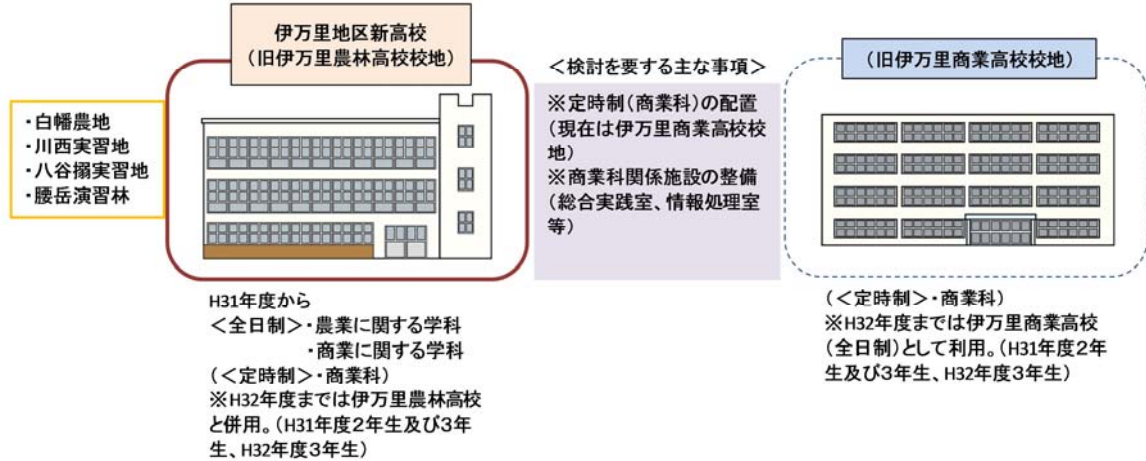 伊万里地区新高校
(旧伊万里農林高校校地)
・白幡農地
・川西実習地
・八谷搦実習地
・腰岳演習林
H31年度から
＜全日制＞・農業に関する学科
・商業に関する学科
(＜定時制＞・商業科)
※H32年度までは伊万里農林高校
と併用。(H31年度２年生及び３年
生、H32年度３年生)
＜検討を要する主な事項＞
※定時制(商業科)の配置
(現在は伊万里商業高校校
地)
※商業科関係施設の整備
(総合実践室、情報処理室
等)
(旧伊万里商業高校校地)
(＜定時制＞・商業科)
※H32年度までは伊万里商業高校
(全日制)として利用。(H31年度２年
生及び３年生、H32年度３年生)